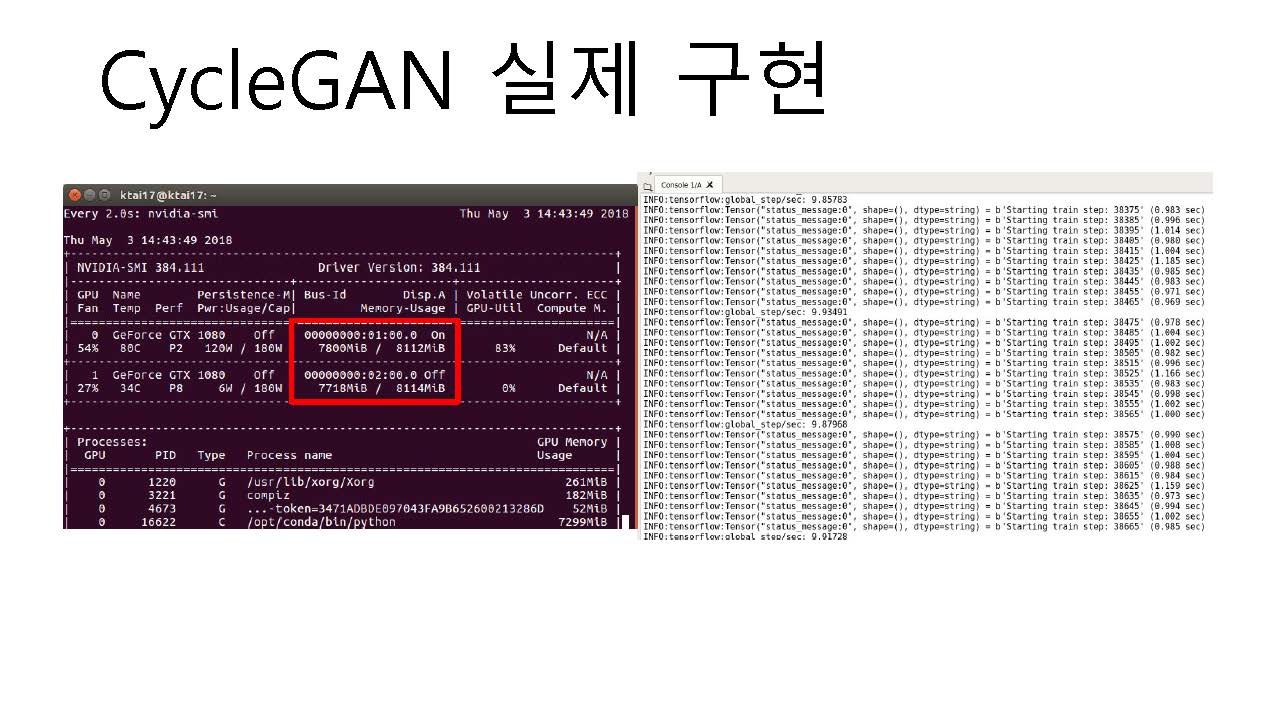 CycleGAN 실제 구현
ktai17@ktai17: ~
Every 2.0s: nvidia-smi Thu May 3 14:43:49 2018
Thu May 3 14:43:49 2018
+-----------------------------------------------------------------------------+
| NVIDIA-SMI 384.111 Driver Version: 384.111 |
|-------------------------------+----------------------+----------------------+
| GPU Name Persistence-M| Bus-Id Disp.A | Volatile Uncorr. ECC |
| Fan Temp Perf Pwr:Usage/Cap| Memory-Usage | GPU-Util Compute M. |
|===============================+======================+======================|
| 0 GeForce GTX 1080 Off 00000000:01:00.0 On N/A |
| 54% 80C P2 120W / 180W 7800MiB / 8112MiB 83% Default |
+-------------------------------+----------------------+----------------------+
| 1 GeForce GTX 1080 Off 00000000:02:00.0 Off N/A |
| 27% 34C P8 6W / 180W 7718MiB / 8114MiB 0% Default |
+-------------------------------+----------------------+----------------------+
+-----------------------------------------------------------------------------+
| Processes: GPU Memory |
| GPU PID Type Process name Usage |
|=============================================================================|
| 0 1220 G /usr/lib/xorg/Xorg 261MiB |
| 0 3221 G compiz 182MiB |
| 0 4673 G ...-token=3471ADBDE097043FA9B652600213286D 52MiB |
| 0 16622 C /opt/conda/bin/python 7299MiB |
Console 1/A
INFO:tensorflow:global_step/sec: 9.85783
INFO:tensorflow:Tensor("status_message:0", shape=(), dtype=string) = b'Starting train step: 38375' (0.983 sec)
INFO:tensorflow:Tensor("status_message:0", shape=(), dtype=string) = b'Starting train step: 38385' (0.996 sec)
INFO:tensorflow:Tensor("status_message:0", shape=(), dtype=string) = b'Starting train step: 38395' (1.014 sec)
INFO:tensorflow:Tensor("status_message:0", shape=(), dtype=string) = b'Starting train step: 38405' (0.980 sec)
INFO:tensorflow:Tensor("status_message:0", shape=(), dtype=string) = b'Starting train step: 38415' (1.004 sec)
INFO:tensorflow:Tensor("status_message:0", shape=(), dtype=string) = b'Starting train step: 38425' (1.185 sec)
INFO:tensorflow:Tensor("status_message:0", shape=(), dtype=string) = b'Starting train step: 38435' (0.985 sec)
INFO:tensorflow:Tensor("status_message:0", shape=(), dtype=string) = b'Starting train step: 38445' (0.983 sec)
INFO:tensorflow:Tensor("status_message:0", shape=(), dtype=string) = b'Starting train step: 38455' (0.971 sec)
INFO:tensorflow:Tensor("status_message:0", shape=(), dtype=string) = b'Starting train step: 38465' (0.969 sec)
INFO:tensorflow:global_step/sec: 9.93491
INFO:tensorflow:Tensor("status_message:0", shape=(), dtype=string) = b'Starting train step: 38475' (0.978 sec)
INFO:tensorflow:Tensor("status_message:0", shape=(), dtype=string) = b'Starting train step: 38485' (1.004 sec)
INFO:tensorflow:Tensor("status_message:0", shape=(), dtype=string) = b'Starting train step: 38495' (1.002 sec)
INFO:tensorflow:Tensor("status_message:0", shape=(), dtype=string) = b'Starting train step: 38505' (0.982 sec)
INFO:tensorflow:Tensor("status_message:0", shape=(), dtype=string) = b'Starting train step: 38515' (0.996 sec)
INFO:tensorflow:Tensor("status_message:0", shape=(), dtype=string) = b'Starting train step: 38525' (1.166 sec)
INFO:tensorflow:Tensor("status_message:0", shape=(), dtype=string) = b'Starting train step: 38535' (0.983 sec)
INFO:tensorflow:Tensor("status_message:0", shape=(), dtype=string) = b'Starting train step: 38545' (0.998 sec)
INFO:tensorflow:Tensor("status_message:0", shape=(), dtype=string) = b'Starting train step: 38555' (1.002 sec)
INFO:tensorflow:Tensor("status_message:0", shape=(), dtype=string) = b'Starting train step: 38565' (1.000 sec)
INFO:tensorflow:global_step/sec: 9.87968
INFO:tensorflow:Tensor("status_message:0", shape=(), dtype=string) = b'Starting train step: 38575' (0.990 sec)
INFO:tensorflow:Tensor("status_message:0", shape=(), dtype=string) = b'Starting train step: 38585' (1.008 sec)
INFO:tensorflow:Tensor("status_message:0", shape=(), dtype=string) = b'Starting train step: 38595' (1.004 sec)
INFO:tensorflow:Tensor("status_message:0", shape=(), dtype=string) = b'Starting train step: 38605' (0.988 sec)
INFO:tensorflow:Tensor("status_message:0", shape=(), dtype=string) = b'Starting train step: 38615' (0.984 sec)
INFO:tensorflow:Tensor("status_message:0", shape=(), dtype=string) = b'Starting train step: 38625' (1.159 sec)
INFO:tensorflow:Tensor("status_message:0", shape=(), dtype=string) = b'Starting train step: 38635' (0.973 sec)
INFO:tensorflow:Tensor("status_message:0", shape=(), dtype=string) = b'Starting train step: 38645' (0.994 sec)
INFO:tensorflow:Tensor("status_message:0", shape=(), dtype=string) = b'Starting train step: 38655' (1.002 sec)
INFO:tensorflow:Tensor("status_message:0", shape=(), dtype=string) = b'Starting train step: 38665' (0.985 sec)
INFO:tensorflow:global_step/sec: 9.91728